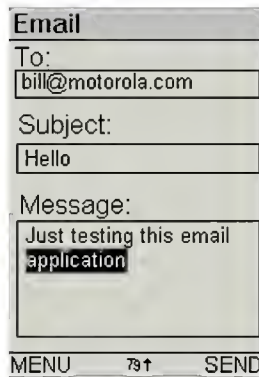 Email
To:
bill@motorola.com
Subject:
Hello
Message:
Just testing this email
application
MENU SEND